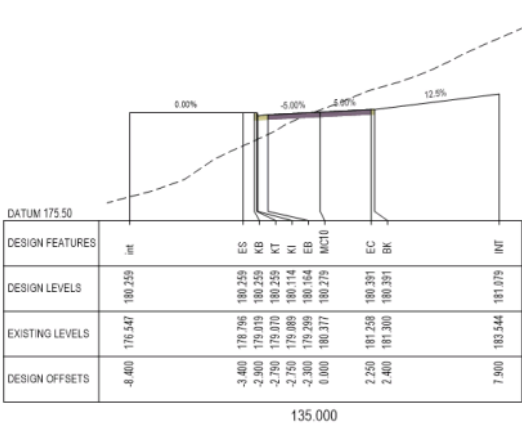 0.00% -5.00% 5.00% 12.5%
DATUM 175.50
DESIGN FEATURES int ES KB KT KI EB MC10 EC BK INT
DESIGN LEVELS 180.259 180.259 180.259 180.259 180.114 180.164 180.279 180.391 180.391 181.079
EXISTING LEVELS 176.547 178.796 179.019 179.070 179.089 179.299 180.377 181.258 181.300 183.544
DESIGN OFFSETS -8.400 -3.400 -2.900 -2.790 -2.750 -2.300 0.000 2.250 2.400 7.900
135.000